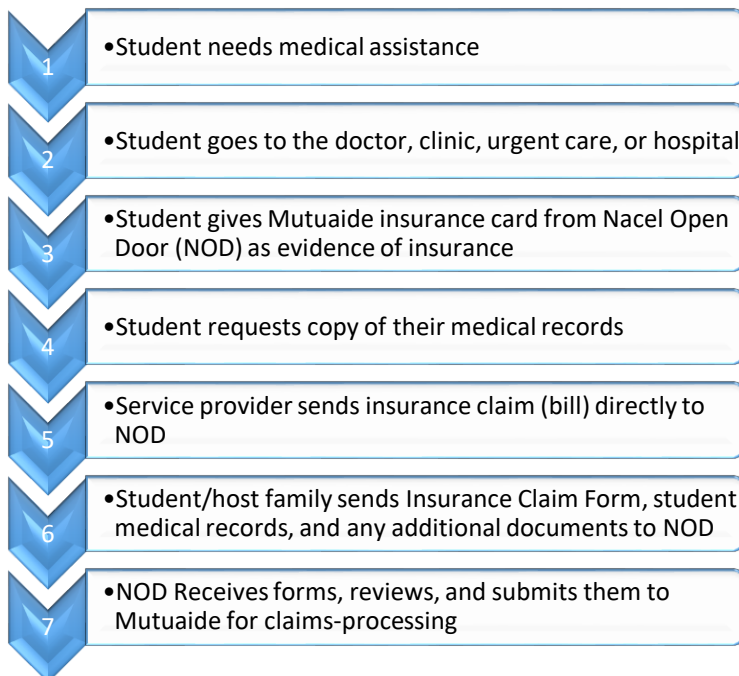 1
•Student needs medical assistance
2
•Student goes to the doctor, clinic, urgent care, or hospital
3
•Student gives Mutuaide insurance card from Nacel Open
Door (NOD) as evidence of insurance
4
•Student requests copy of their medical records
5
•Service provider sends insurance claim (bill) directly to
NOD
6
•Student/host family sends Insurance Claim Form, student
medical records, and any additional documents to NOD
7
•NOD Receives forms, reviews, and submits them to
Mutuaide for claims-processing